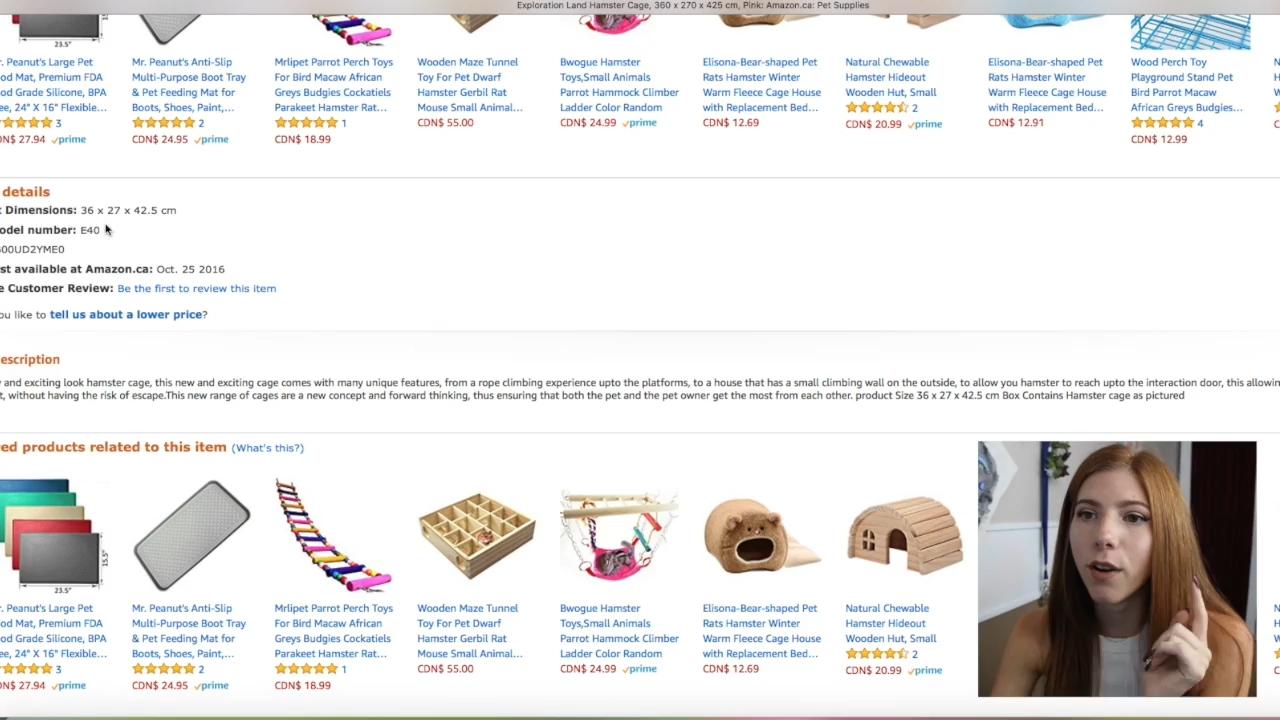 Exploration Land Hamster Cage, 360 x 270 x 425 cm, Pink: Amazon.ca: Pet Supplies
23.5"
r. Peanut's Large Pet
od Mat, Premium FDA
od Grade Silicone, BPA
ee, 24" X 16" Flexible...
3
N$ 27.94 prime
Mr. Peanut's Anti-Slip
Multi-Purpose Boot Tray
& Pet Feeding Mat for
Boots, Shoes, Paint,...
2
CDN$ 24.95 prime
Mrlipet Parrot Perch Toys
For Bird Macaw African
Greys Budgies Cockatiels
Parakeet Hamster Rat...
1
CDN$ 18.99
Wooden Maze Tunnel
Toy For Pet Dwarf
Hamster Gerbil Rat
Mouse Small Animal...
CDN$ 55.00
Bwogue Hamster
Toys,Small Animals
Parrot Hammock Climber
Ladder Color Random
CDN$ 24.99 prime
Elisona-Bear-shaped Pet
Rats Hamster Winter
Warm Fleece Cage House
with Replacement Bed...
CDN$ 12.69
Natural Chewable
Hamster Hideout
Wooden Hut, Small
2
CDN$ 20.99 prime
Elisona-Bear-shaped Pet
Rats Hamster Winter
Warm Fleece Cage House
with Replacement Bed...
CDN$ 12.91
Wood Perch Toy
Playground Stand Pet
Bird Parrot Macaw
African Greys Budgies...
4
CDN$ 12.99
details
t Dimensions: 36 x 27 x 42.5 cm
odel number: E40
00UD2YME0
st available at Amazon.ca: Oct. 25 2016
e Customer Review: Be the first to review this item
ou like to tell us about a lower price?
escription
and exciting look hamster cage, this new and exciting cage comes with many unique features, from a rope climbing experience upto the platforms, to a house that has a small climbing wall on the outside, to allow you hamster to reach upto the interaction door, this allowin
t, without having the risk of escape.This new range of cages are a new concept and forward thinking, thus ensuring that both the pet and the pet owner get the most from each other. product Size 36 x 27 x 42.5 cm Box Contains Hamster cage as pictured
ed products related to this item (What's this?)
15.5"
23.5"
r. Peanut's Large Pet
od Mat, Premium FDA
od Grade Silicone, BPA
ee, 24" X 16" Flexible...
3
N$ 27.94 prime
Mr. Peanut's Anti-Slip
Multi-Purpose Boot Tray
& Pet Feeding Mat for
Boots, Shoes, Paint,...
2
CDN$ 24.95 prime
Mrlipet Parrot Perch Toys
For Bird Macaw African
Greys Budgies Cockatiels
Parakeet Hamster Rat...
1
CDN$ 18.99
Wooden Maze Tunnel
Toy For Pet Dwarf
Hamster Gerbil Rat
Mouse Small Animal...
CDN$ 55.00
Bwogue Hamster
Toys,Small Animals
Parrot Hammock Climber
Ladder Color Random
CDN$ 24.99 prime
Elisona-Bear-shaped Pet
Rats Hamster Winter
Warm Fleece Cage House
with Replacement Bed...
CDN$ 12.69
Natural Chewable
Hamster Hideout
Wooden Hut, Small
2
CDN$ 20.99 prime